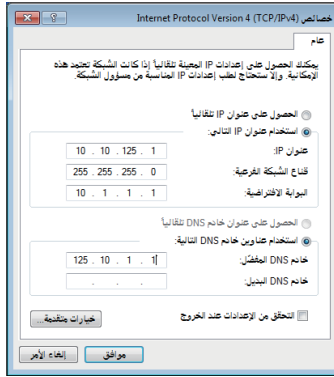 خصائص Internet Protocol Version 4 (TCP/IPv4)
عام
يمكنك الحصول على إعدادات IP المعينة تلقائياً إذا كانت الشبكة تعتمد هذه
الإمكانية. وإلا ستحتاج لطلب إعدادات IP المناسبة من مسؤول الشبكة.
الحصول على عنوان IP تلقائياً
استخدام عنوان IP التالي:
عنوان IP: 10 . 10 . 125 . 1
قناع الشبكة الفرعية: 255 . 255 . 255 . 0
البوابة الافتراضية: 10 . 1 . 1 . 1
الحصول على عنوان خادم DNS تلقائياً
استخدام عناوين خادم DNS التالية:
خادم DNS المفضّل: 125 . 10 . 1 . 1
خادم DNS البديل: . . .
التحقق من الإعدادات عند الخروج
خيارات متقدمة...
موافق
إلغاء الأمر